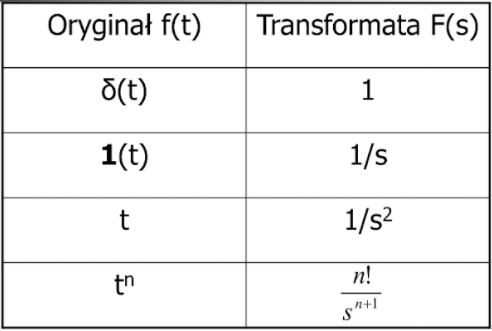 Oryginał f(t) Transformata F(s)
δ(t) 1
1(t) 1/s
t 1/s²
tⁿ n!/sⁿ⁺¹